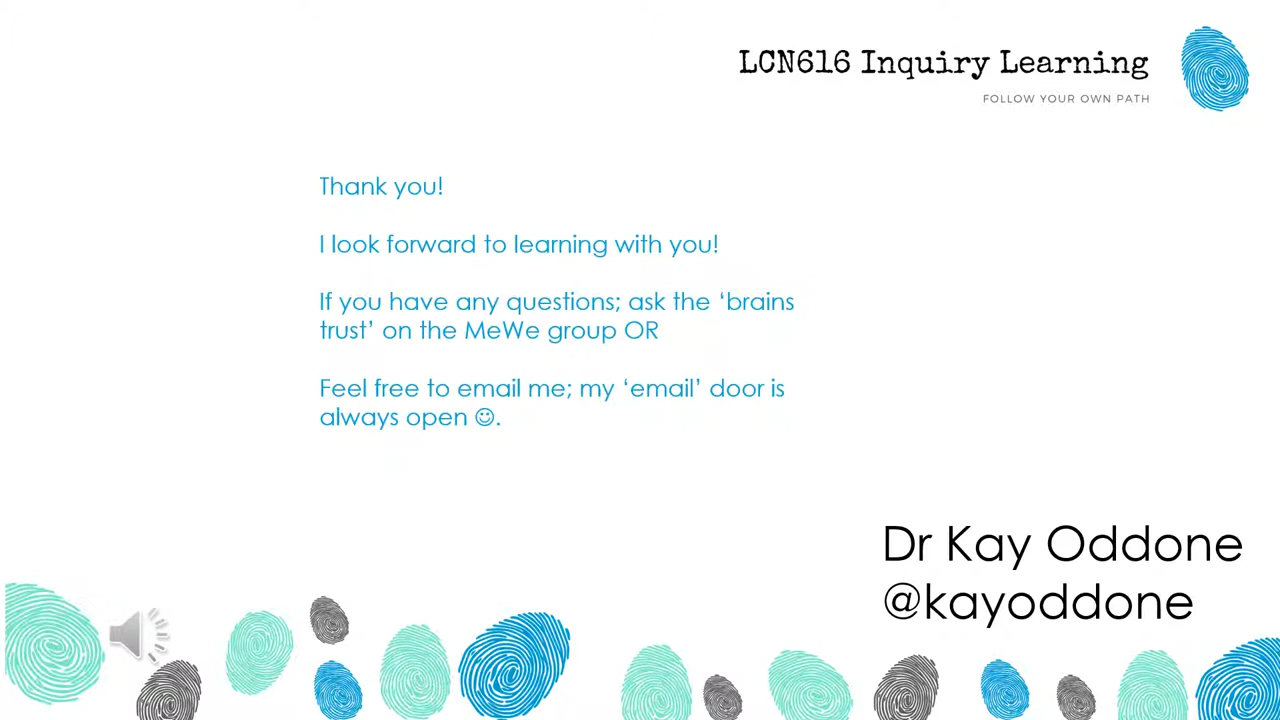 LCN616 Inquiry Learning
FOLLOW YOUR OWN PATH
Thank you!
I look forward to learning with you!
If you have any questions; ask the ‘brains
trust’ on the MeWe group OR
Feel free to email me; my ‘email’ door is
always open ☺.
Dr Kay Oddone
@kayoddone